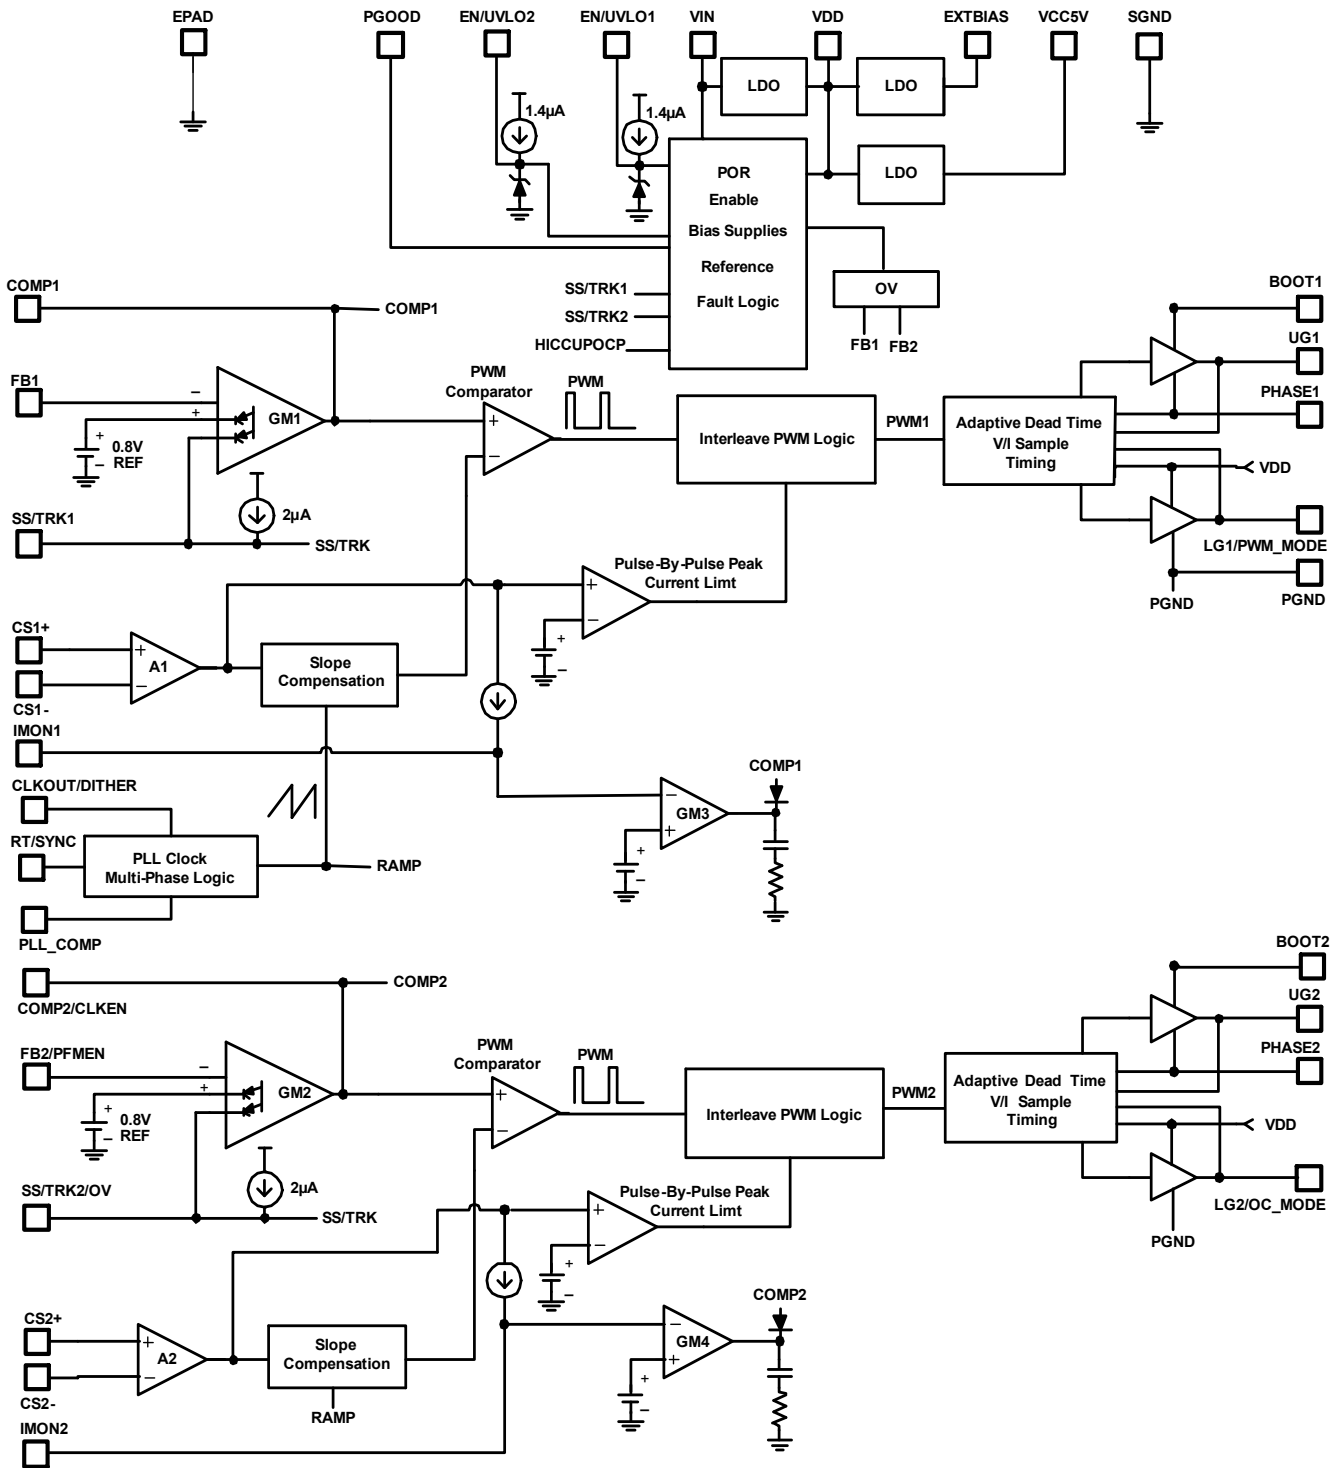 EPAD
PGOOD
EN/UVLO2
EN/UVLO1
VIN
VDD
EXTBIAS
VCC5V
SGND
1.4µA
1.4µA
LDO
LDO
LDO
POR
Enable
Bias Supplies
Reference
Fault Logic
OV
FB1
FB2
SS/TRK1
SS/TRK2
HICCUPOCP
COMP1
COMP1
FB1
−
+
GM1
+
−
0.8V
REF
2µA
SS/TRK1
SS/TRK
PWM
Comparator
+
−
PWM
Interleave PWM Logic
PWM1
Adaptive Dead Time
V/I Sample
Timing
BOOT1
UG1
PHASE1
VDD
LG1/PWM_MODE
PGND
PGND
Pulse-By-Pulse Peak
Current Limt
+
−
+
−
CS1+
CS1-
+
−
A1
Slope
Compensation
IMON1
CLKOUT/DITHER
RT/SYNC
PLL Clock
Multi-Phase Logic
RAMP
PLL_COMP
COMP1
−
+
GM3
+
−
COMP2/CLKEN
COMP2
FB2/PFMEN
−
+
GM2
+
−
0.8V
REF
2µA
SS/TRK2/OV
SS/TRK
PWM
Comparator
+
−
PWM
Interleave PWM Logic
PWM2
Adaptive Dead Time
V/I Sample
Timing
BOOT2
UG2
PHASE2
VDD
LG2/OC_MODE
PGND
Pulse-By-Pulse Peak
Current Limt
+
−
+
−
CS2+
CS2-
+
−
A2
Slope
Compensation
RAMP
IMON2
COMP2
−
+
GM4
+
−